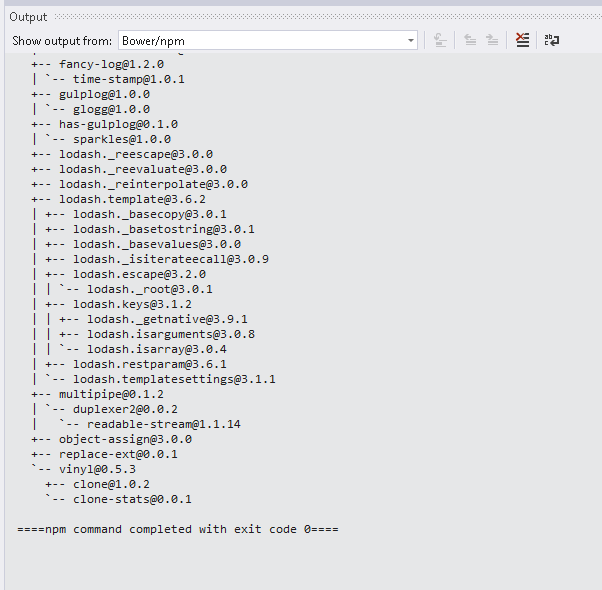 Output
Show output from: Bower/npm
+-- fancy-log@1.2.0
| `-- time-stamp@1.0.1
+-- gulplog@1.0.0
| `-- glogg@1.0.0
+-- has-gulplog@0.1.0
| `-- sparkles@1.0.0
+-- lodash._reescape@3.0.0
+-- lodash._reevaluate@3.0.0
+-- lodash._reinterpolate@3.0.0
+-- lodash.template@3.6.2
| +-- lodash._basecopy@3.0.1
| +-- lodash._basetostring@3.0.1
| +-- lodash._basevalues@3.0.0
| +-- lodash._isiterateecall@3.0.9
| +-- lodash.escape@3.2.0
| | `-- lodash._root@3.0.1
| +-- lodash.keys@3.1.2
| | +-- lodash._getnative@3.9.1
| | +-- lodash.isarguments@3.0.8
| | `-- lodash.isarray@3.0.4
| +-- lodash.restparam@3.6.1
| `-- lodash.templatesettings@3.1.1
+-- multipipe@0.1.2
| `-- duplexer2@0.0.2
|   `-- readable-stream@1.1.14
+-- object-assign@3.0.0
+-- replace-ext@0.0.1
`-- vinyl@0.5.3
  +-- clone@1.0.2
  `-- clone-stats@0.0.1
====npm command completed with exit code 0====